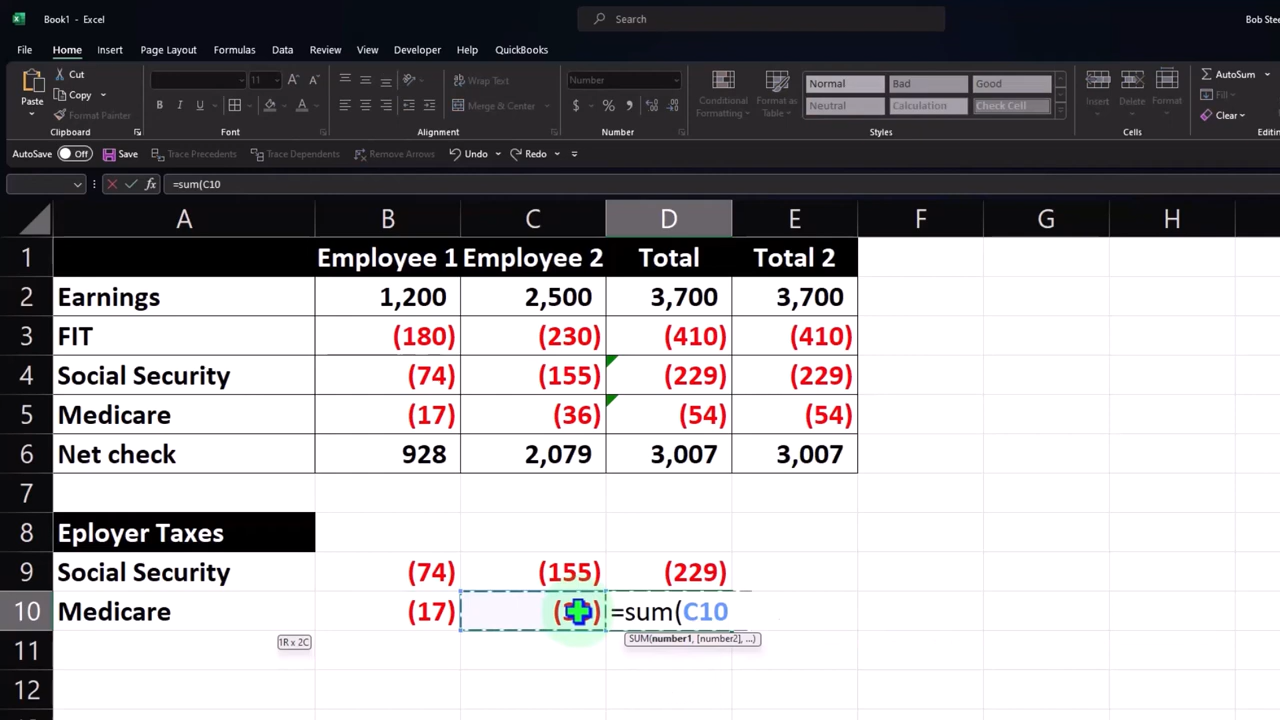 Book1 - Excel
Search
Bob Stee
File Home Insert Page Layout Formulas Data Review View Developer Help QuickBooks
Cut
Copy
Format Painter
Paste
11
Wrap Text
Merge & Center
Number
Conditional Formatting
Format as Table
Normal Bad Good
Neutral Calculation Check Cell
Insert Delete Format
AutoSum
Fill
Clear
Clipboard Font Alignment Number Styles Cells Editin
AutoSave Off Save Trace Precedents Trace Dependents Remove Arrows Undo Redo
fx =sum(C10
A B C D E F G H
1 Employee 1 Employee 2 Total Total 2
2 Earnings 1,200 2,500 3,700 3,700
3 FIT (180) (230) (410) (410)
4 Social Security (74) (155) (229) (229)
5 Medicare (17) (36) (54) (54)
6 Net check 928 2,079 3,007 3,007
7
8 Eployer Taxes
9 Social Security (74) (155) (229)
10 Medicare (17) =sum(C10
SUM(number1, [number2], ...)
1R x 2C
11
12